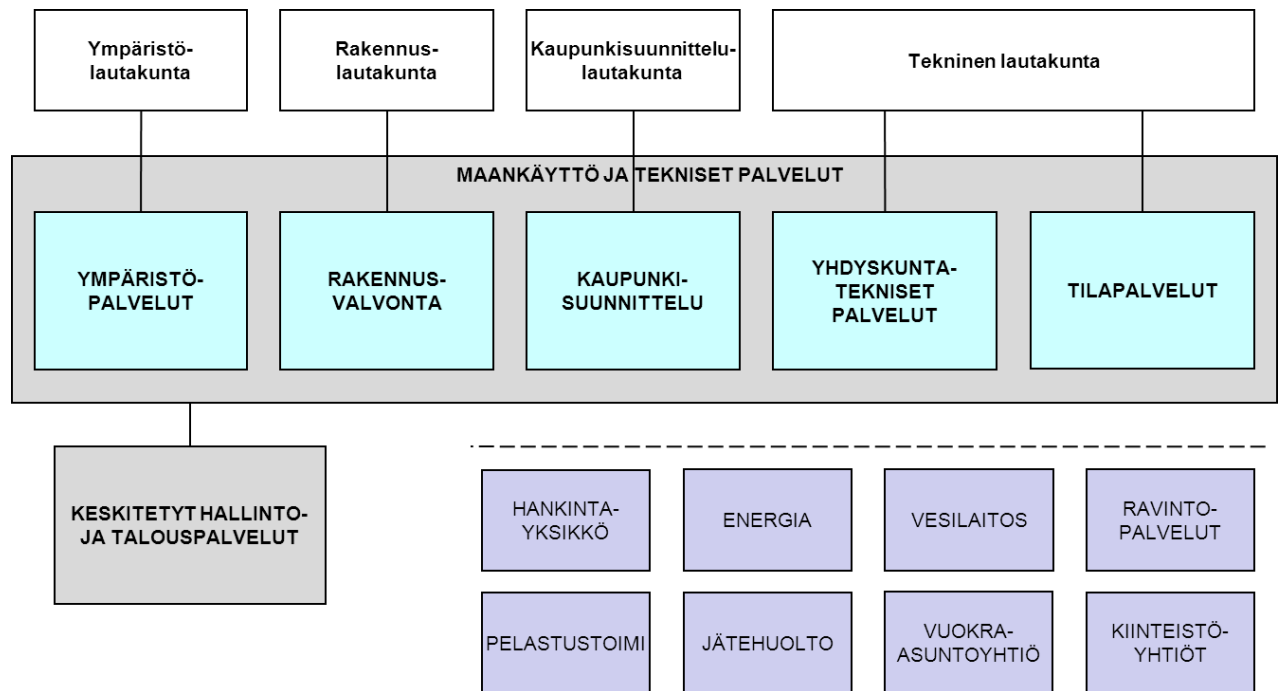 Ympäristö-
lautakunta
Rakennus-
lautakunta
Kaupunkisuunnittelu-
lautakunta
Tekninen lautakunta
MAANKÄYTTÖ JA TEKNISET PALVELUT
YMPÄRISTÖ-
PALVELUT
RAKENNUS-
VALVONTA
KAUPUNKI-
SUUNNITTELU
YHDYSKUNTA-
TEKNISET
PALVELUT
TILAPALVELUT
KESKITETYT HALLINTO-
JA TALOUSPALVELUT
HANKINTA-
YKSIKKÖ
ENERGIA
VESILAITOS
RAVINTO-
PALVELUT
PELASTUSTOIMI
JÄTEHUOLTO
VUOKRA-
ASUNTOYHTIÖ
KIINTEISTÖ-
YHTIÖT